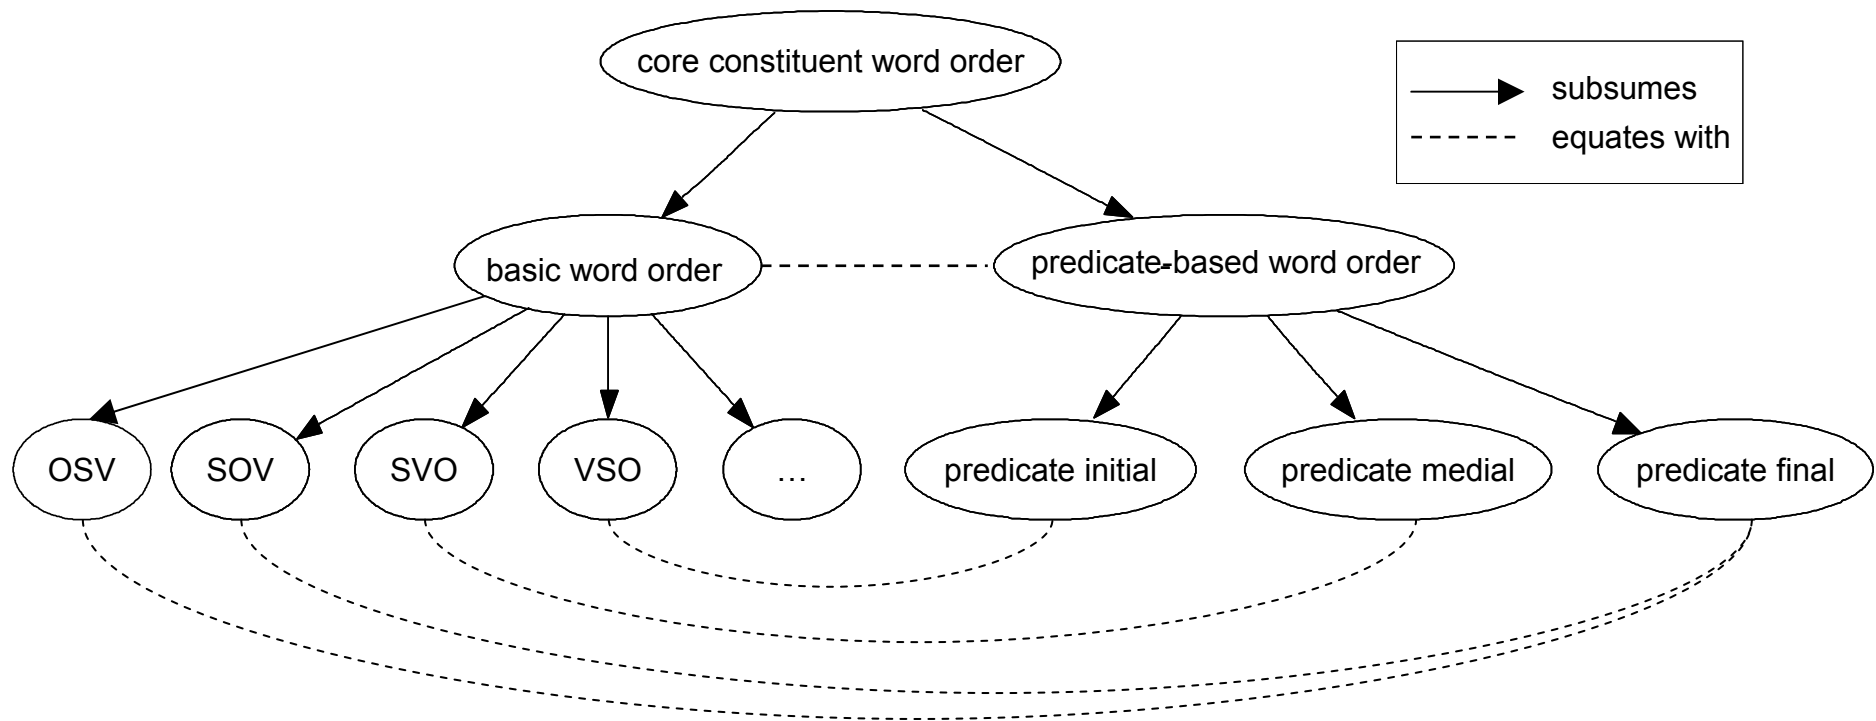 core constituent word order
subsumes
equates with
basic word order
predicate-based word order
OSV
SOV
SVO
VSO
…
predicate initial
predicate medial
predicate final